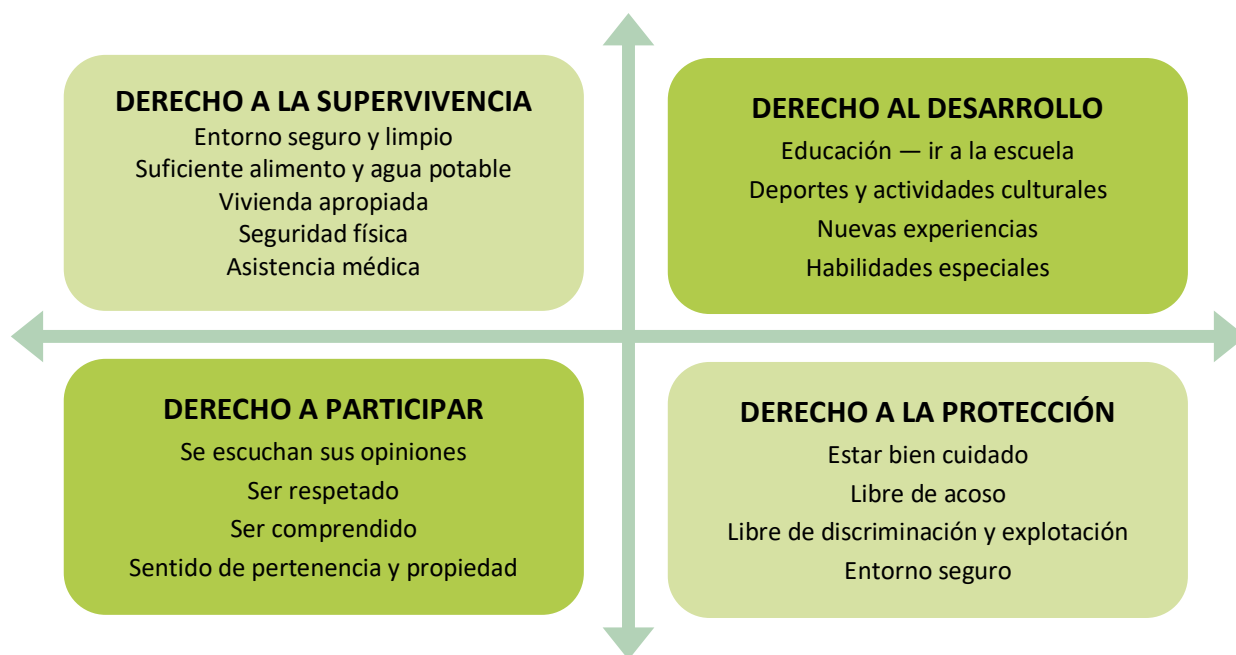 DERECHO A LA SUPERVIVENCIA
Entorno seguro y limpio
Suficiente alimento y agua potable
Vivienda apropiada
Seguridad física
Asistencia médica
DERECHO AL DESARROLLO
Educación — ir a la escuela
Deportes y actividades culturales
Nuevas experiencias
Habilidades especiales
DERECHO A PARTICIPAR
Se escuchan sus opiniones
Ser respetado
Ser comprendido
Sentido de pertenencia y propiedad
DERECHO A LA PROTECCIÓN
Estar bien cuidado
Libre de acoso
Libre de discriminación y explotación
Entorno seguro